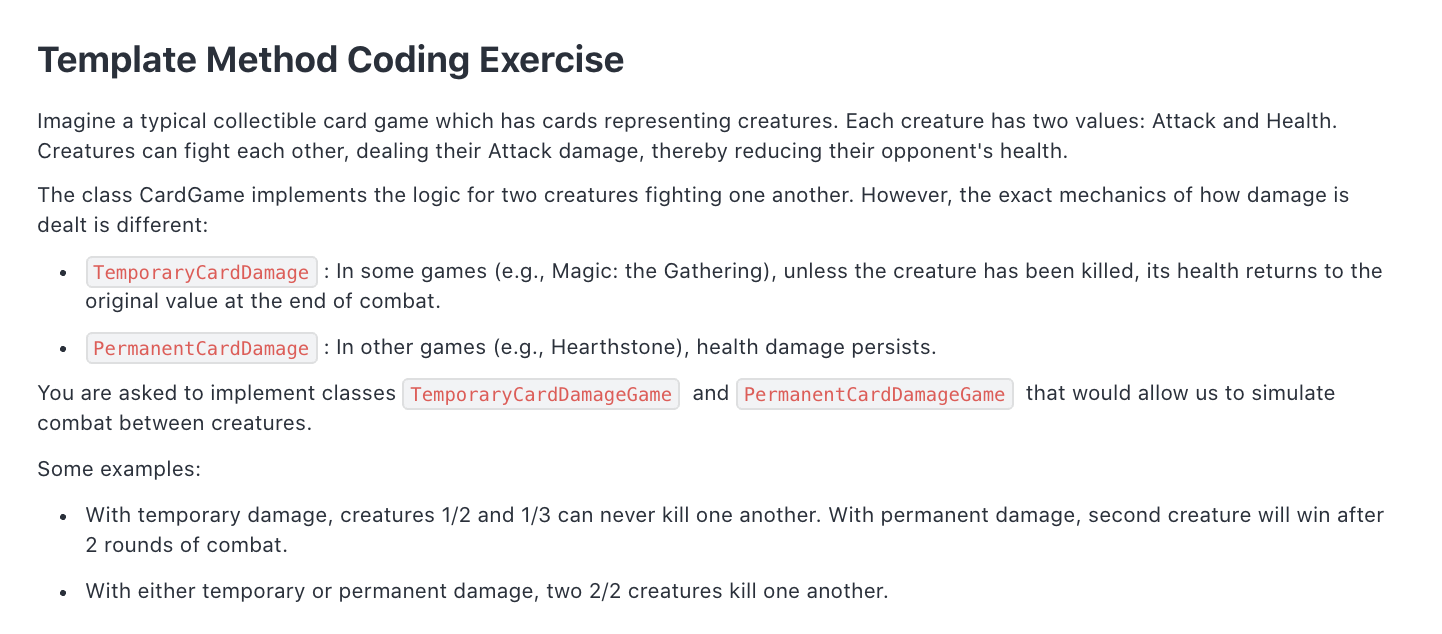 Template Method Coding Exercise
Imagine a typical collectible card game which has cards representing creatures. Each creature has two values: Attack and Health.
Creatures can fight each other, dealing their Attack damage, thereby reducing their opponent's health.
The class CardGame implements the logic for two creatures fighting one another. However, the exact mechanics of how damage is
dealt is different:
• TemporaryCardDamage : In some games (e.g., Magic: the Gathering), unless the creature has been killed, its health returns to the
original value at the end of combat.
• PermanentCardDamage : In other games (e.g., Hearthstone), health damage persists.
You are asked to implement classes TemporaryCardDamageGame and PermanentCardDamageGame that would allow us to simulate
combat between creatures.
Some examples:
• With temporary damage, creatures 1/2 and 1/3 can never kill one another. With permanent damage, second creature will win after
2 rounds of combat.
• With either temporary or permanent damage, two 2/2 creatures kill one another.